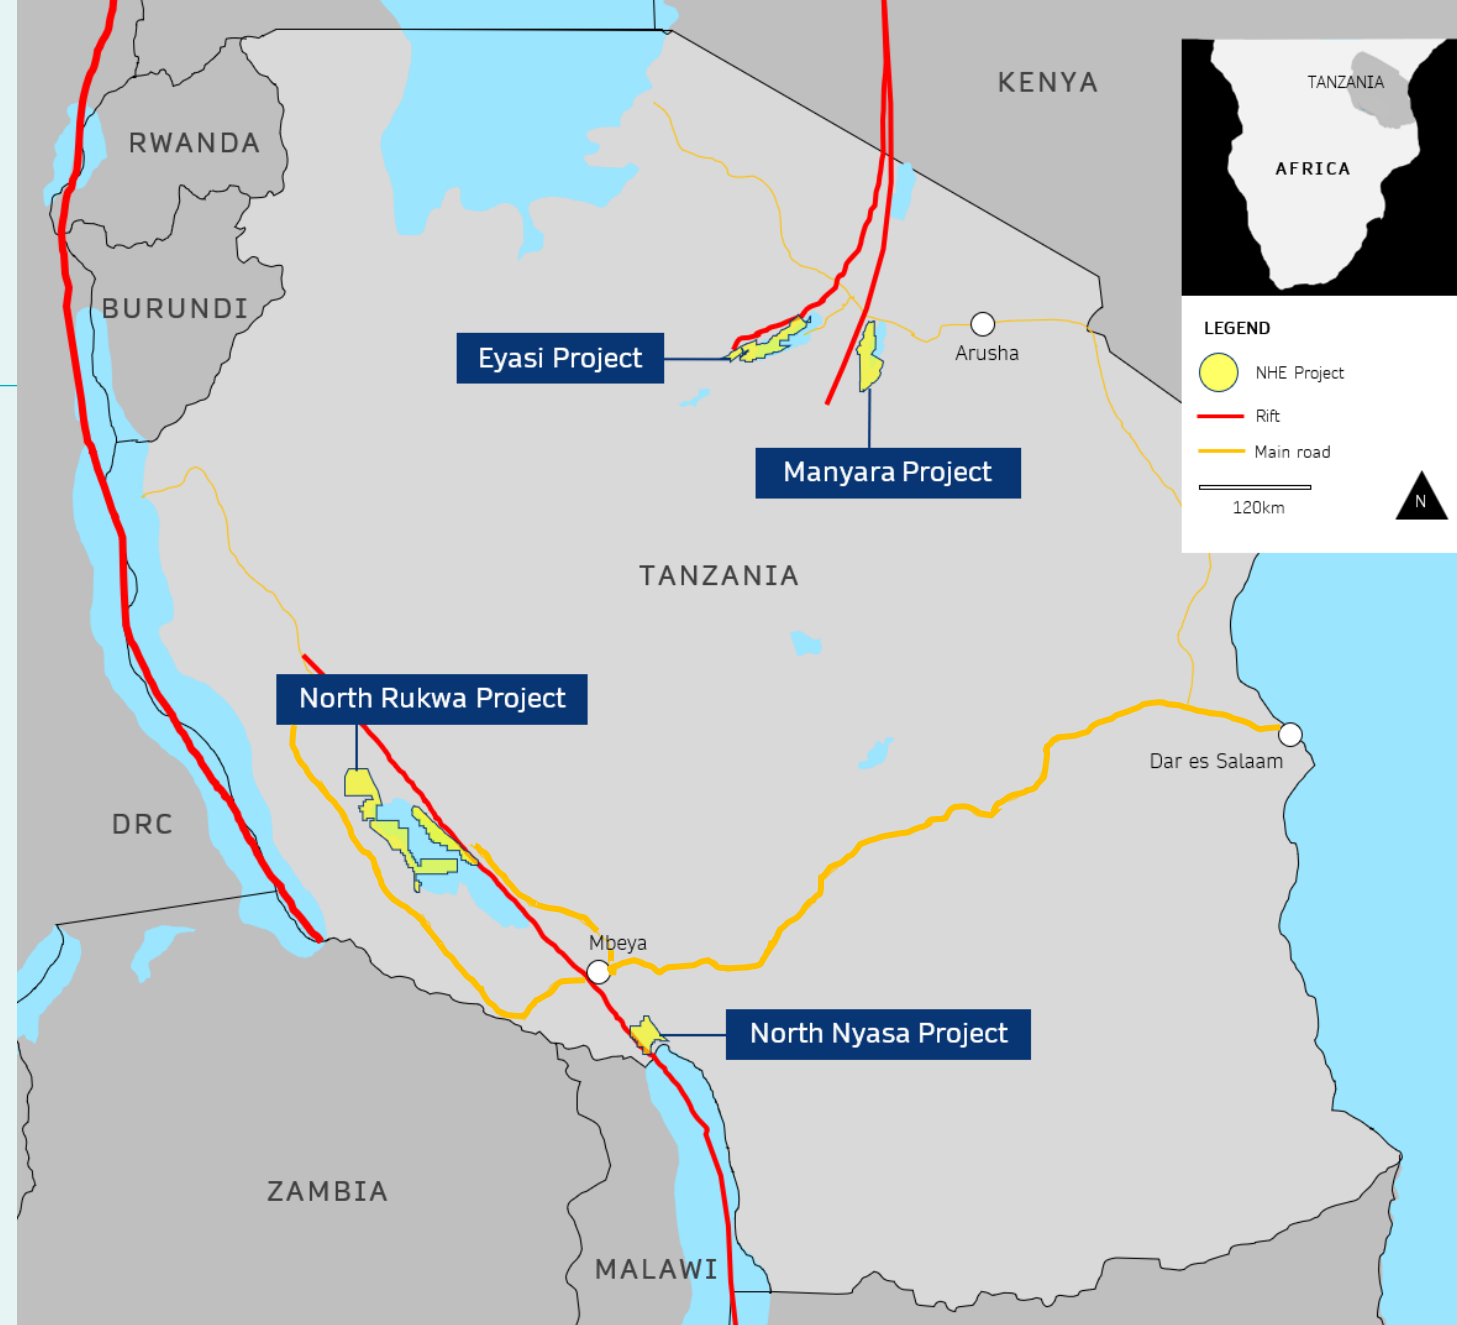 KENYA
TANZANIA
AFRICA
RWANDA
BURUNDI
LEGEND
NHE Project
Rift
Main road
120km
N
Eyasi Project
Arusha
Manyara Project
TANZANIA
North Rukwa Project
Dar es Salaam
DRC
Mbeya
North Nyasa Project
ZAMBIA
MALAWI